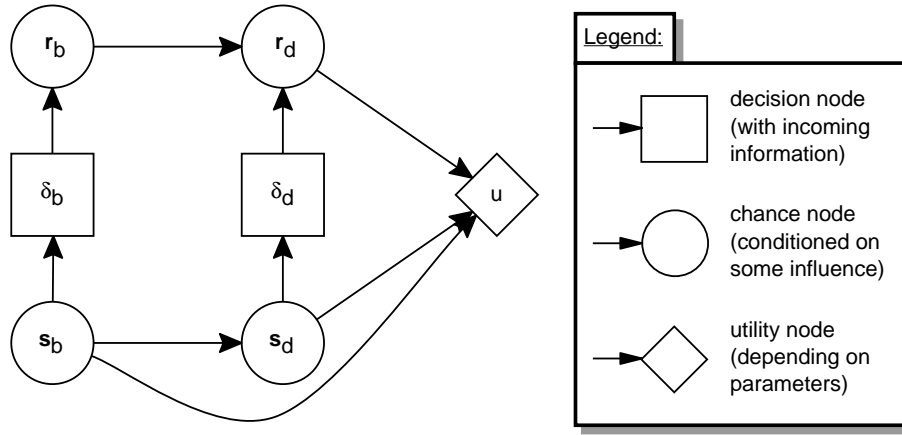 r_b
r_d
δ_b
δ_d
u
s_b
s_d
Legend:
decision node
(with incoming
information)
chance node
(conditioned on
some influence)
utility node
(depending on
parameters)